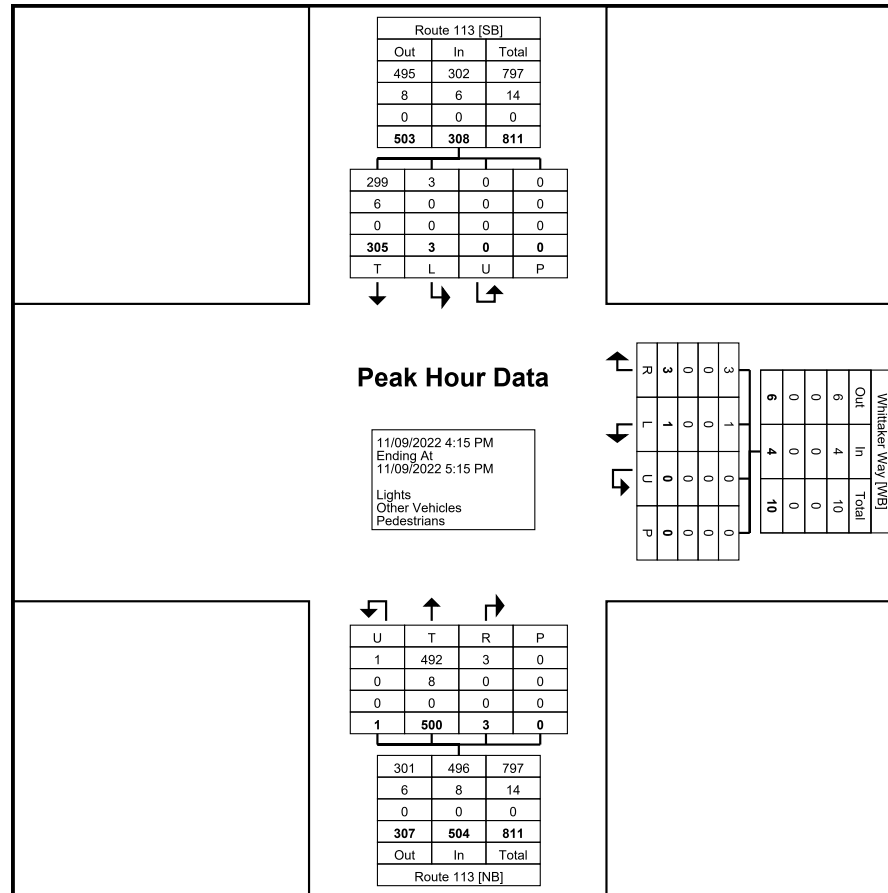 Route 113 [SB]
Out In Total
495 302 797
8 6 14
0 0 0
503 308 811
299 3 0 0
6 0 0 0
0 0 0 0
305 3 0 0
T L U P
Peak Hour Data
11/09/2022 4:15 PM
Ending At
11/09/2022 5:15 PM
Lights
Other Vehicles
Pedestrians
Whittaker Way [WB]
Out In Total
6 4 10
0 0 0
0 0 0
6 4 10
3 1 0 0
0 0 0 0
0 0 0 0
3 1 0 0
R L U P
U T R P
1 492 3 0
0 8 0 0
0 0 0 0
1 500 3 0
301 496 797
6 8 14
0 0 0
307 504 811
Out In Total
Route 113 [NB]